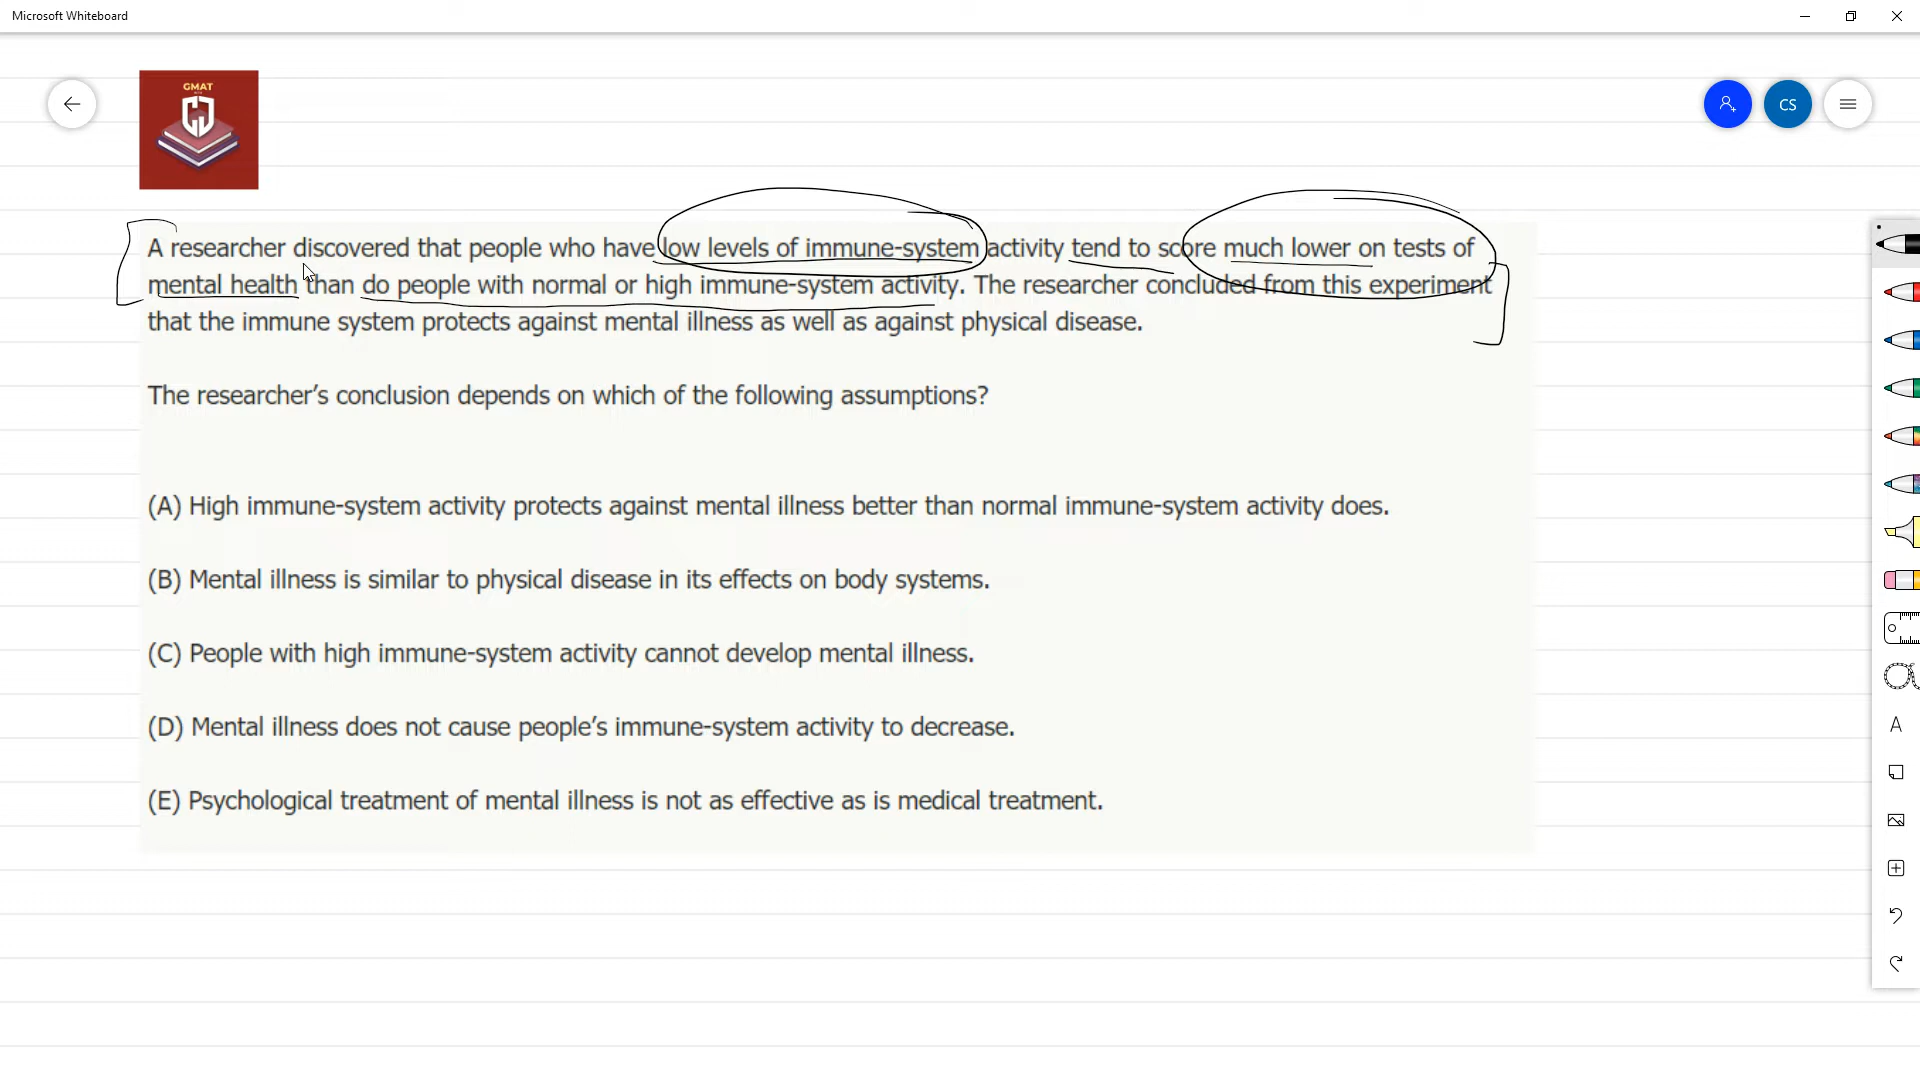 Microsoft Whiteboard
GMAT
CS
A researcher discovered that people who have low levels of immune-system activity tend to score much lower on tests of
mental health than do people with normal or high immune-system activity. The researcher concluded from this experiment
that the immune system protects against mental illness as well as against physical disease.
The researcher’s conclusion depends on which of the following assumptions?
(A) High immune-system activity protects against mental illness better than normal immune-system activity does.
(B) Mental illness is similar to physical disease in its effects on body systems.
(C) People with high immune-system activity cannot develop mental illness.
(D) Mental illness does not cause people’s immune-system activity to decrease.
(E) Psychological treatment of mental illness is not as effective as is medical treatment.